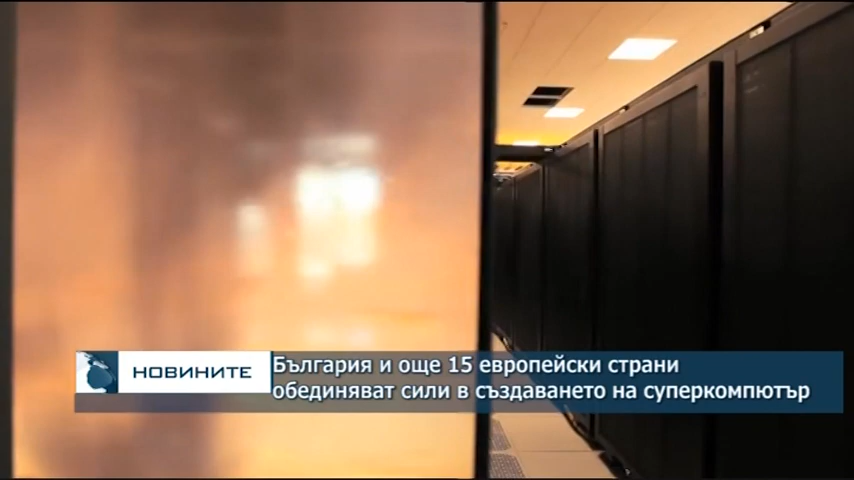 НОВИНИТЕ
България и още 15 европейски страни
обединяват сили в създаването на суперкомпютър